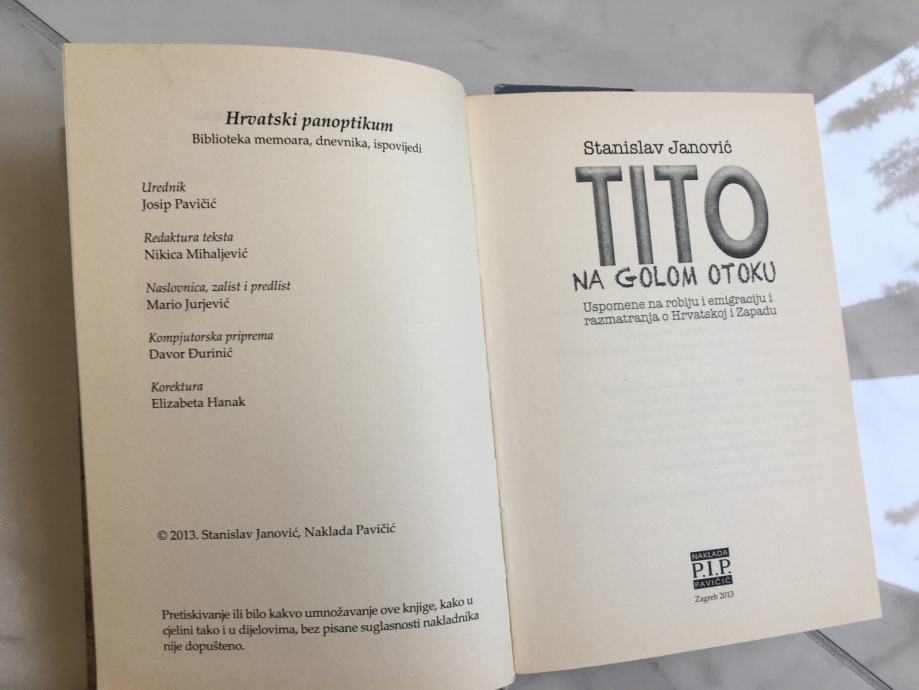 Hrvatski panoptikum
Biblioteka memoara, dnevnika, ispovijedi
Urednik
Josip Pavičić
Redaktura teksta
Nikica Mihaljević
Naslovnica, zalist i predlist
Mario Jurjević
Kompjutorska priprema
Davor Đurinić
Korektura
Elizabeta Hanak
© 2013. Stanislav Janović, Naklada Pavičić
Pretiskivanje ili bilo kakvo umnožavanje ove knjige, kako u
cjelini tako i u dijelovima, bez pisane suglasnosti nakladnika
nije dopušteno.
Stanislav Janović
TITO
NA GOLOM OTOKU
Uspomene na robiju i emigraciju i
razmatranja o Hrvatskoj i Zapadu
NAKLADA
P.I.P.
PAVIČIĆ
Zagreb 2013